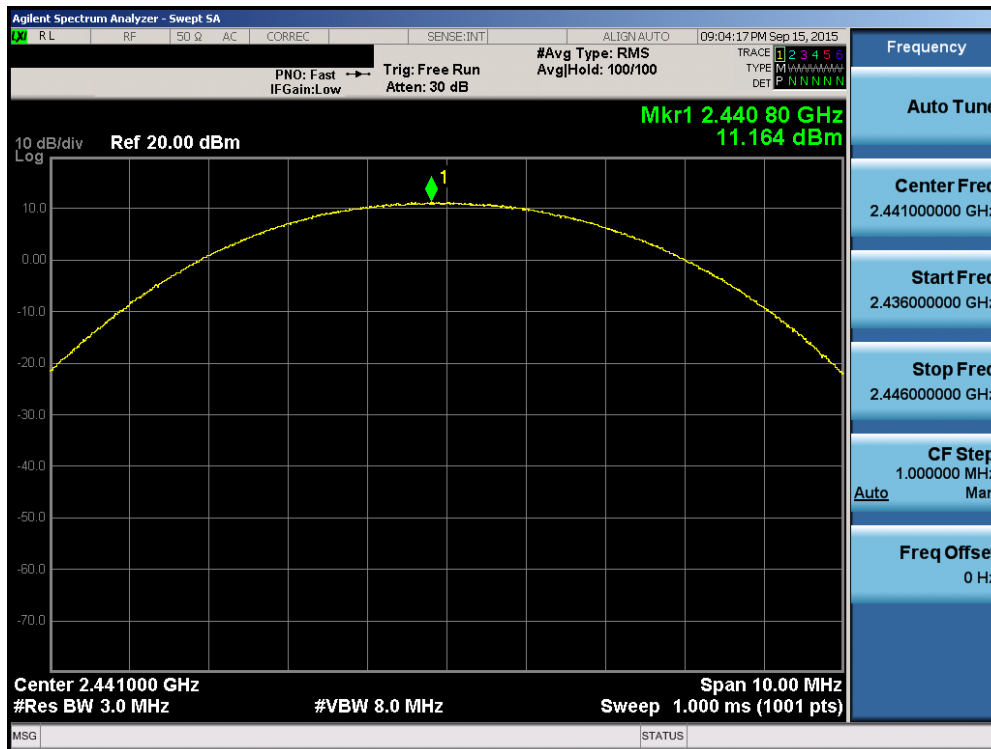 Agilent Spectrum Analyzer - Swept SA
LXI RL RF 50 Ω AC CORREC SENSE:INT ALIGN AUTO 09:04:17 PM Sep 15, 2015
PNO: Fast
IFGain:Low
Trig: Free Run
Atten: 30 dB
#Avg Type: RMS
Avg|Hold: 100/100
TRACE 1 2 3 4 5 6
TYPE M W W W W W
DET P N N N N N
Mkr1 2.440 80 GHz
11.164 dBm
10 dB/div Ref 20.00 dBm
Log
1
10.0
0.00
-10.0
-20.0
-30.0
-40.0
-50.0
-60.0
-70.0
Center 2.441000 GHz Span 10.00 MHz
#Res BW 3.0 MHz #VBW 8.0 MHz Sweep 1.000 ms (1001 pts)
MSG STATUS
Frequency
Auto Tune
Center Freq
2.441000000 GHz
Start Freq
2.436000000 GHz
Stop Freq
2.446000000 GHz
CF Step
1.000000 MHz
Auto Man
Freq Offset
0 Hz